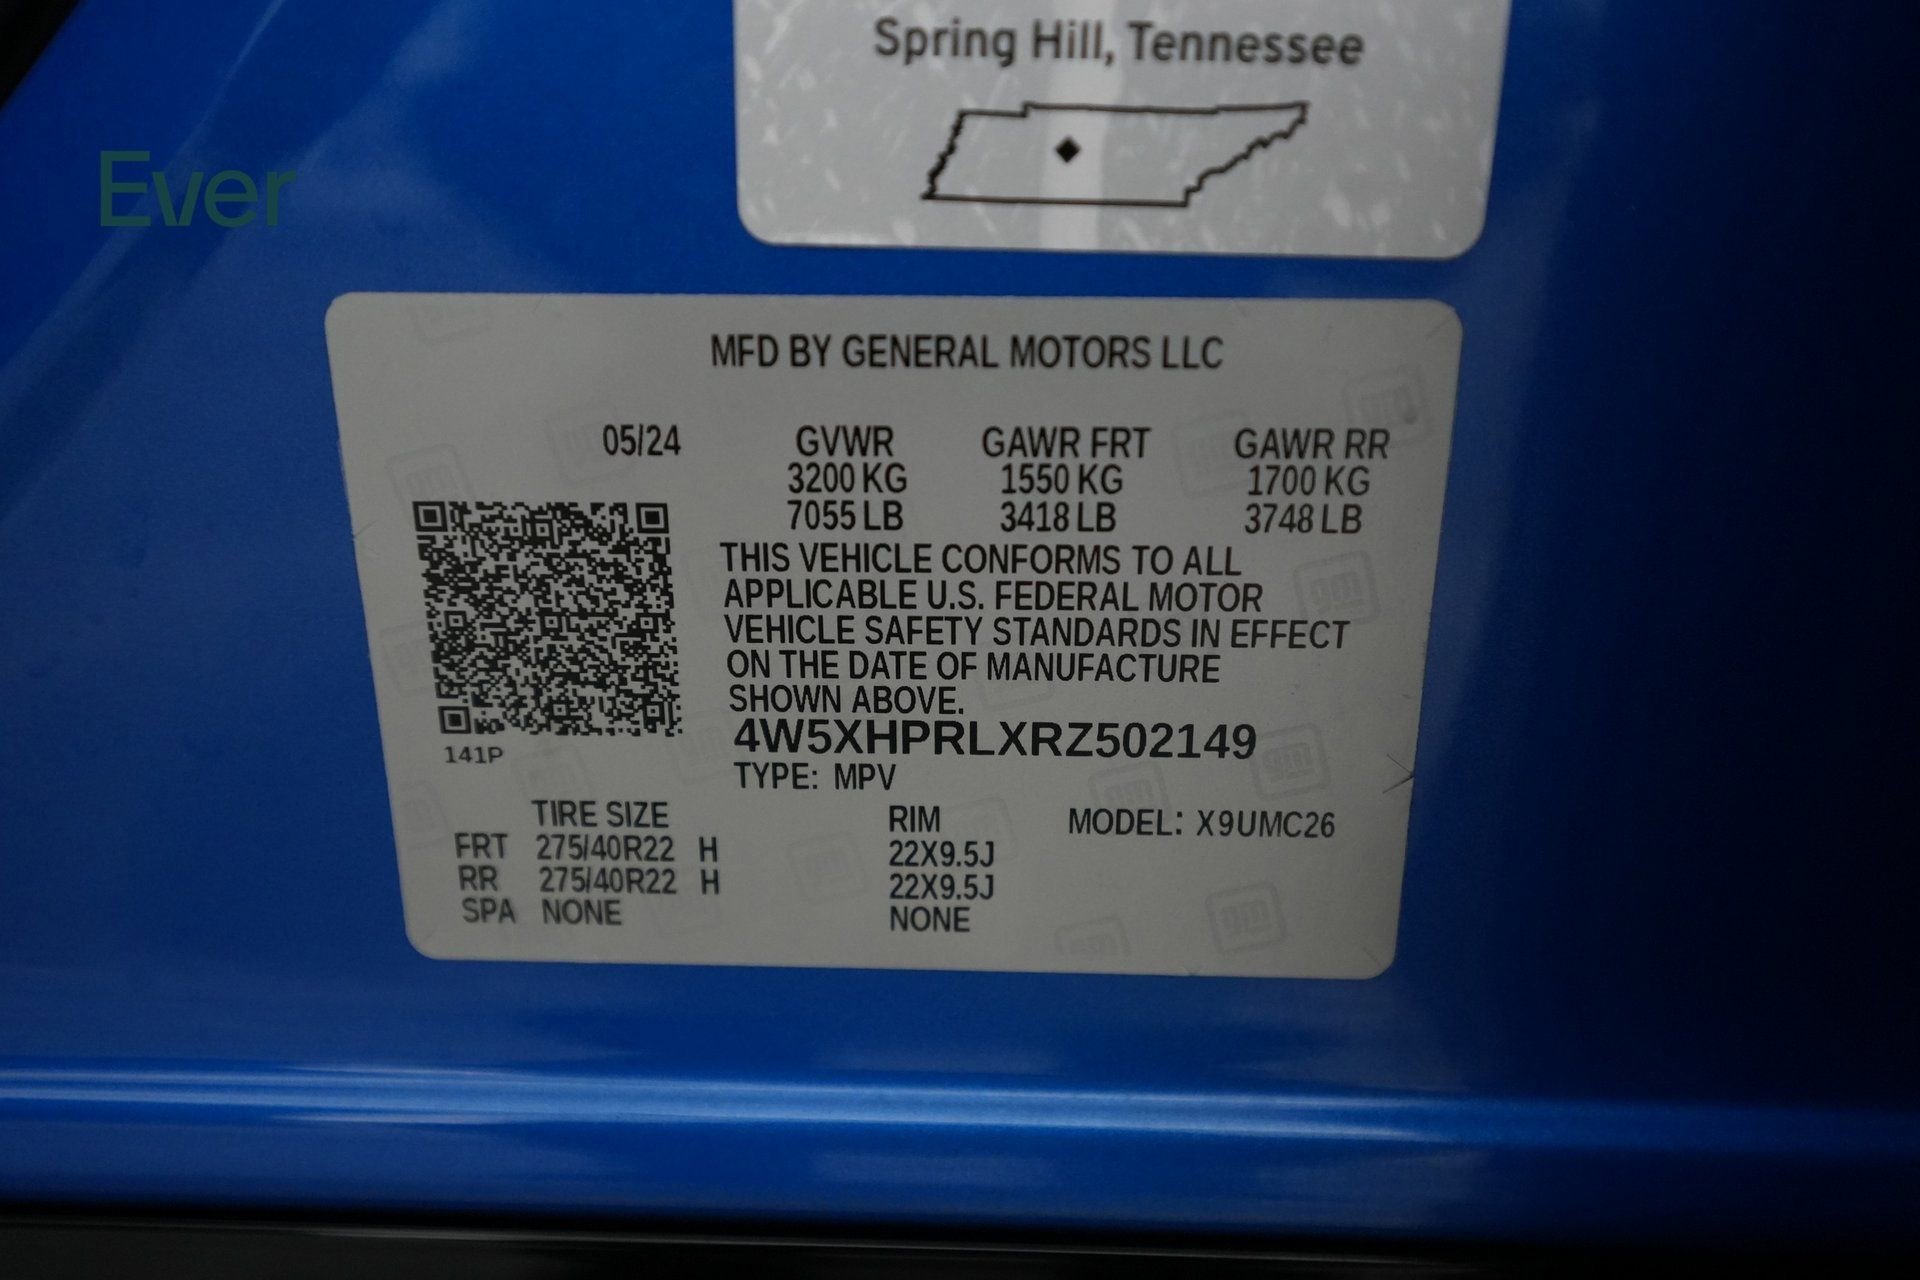 Spring Hill, Tennessee
Ever
MFD BY GENERAL MOTORS LLC
05/24 GVWR GAWR FRT GAWR RR
3200 KG 1550 KG 1700 KG
7055 LB 3418 LB 3748 LB
THIS VEHICLE CONFORMS TO ALL
APPLICABLE U.S. FEDERAL MOTOR
VEHICLE SAFETY STANDARDS IN EFFECT
ON THE DATE OF MANUFACTURE
SHOWN ABOVE.
4W5XHPRLXRZ502149
141P
TYPE: MPV
TIRE SIZE RIM MODEL: X9UMC26
FRT 275/40R22 H 22X9.5J
RR 275/40R22 H 22X9.5J
SPA NONE NONE